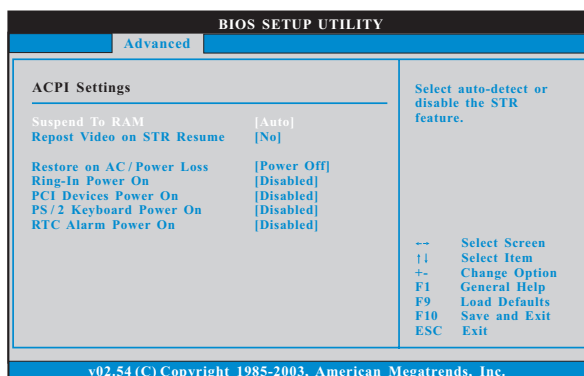 BIOS SETUP UTILITY
Advanced
ACPI Settings
Suspend To RAM [Auto]
Repost Video on STR Resume [No]
Restore on AC / Power Loss [Power Off]
Ring-In Power On [Disabled]
PCI Devices Power On [Disabled]
PS / 2 Keyboard Power On [Disabled]
RTC Alarm Power On [Disabled]
Select auto-detect or
disable the STR
feature.
←→ Select Screen
↑↓ Select Item
+- Change Option
F1 General Help
F9 Load Defaults
F10 Save and Exit
ESC Exit
v02.54 (C) Copyright 1985-2003, American Megatrends, Inc.